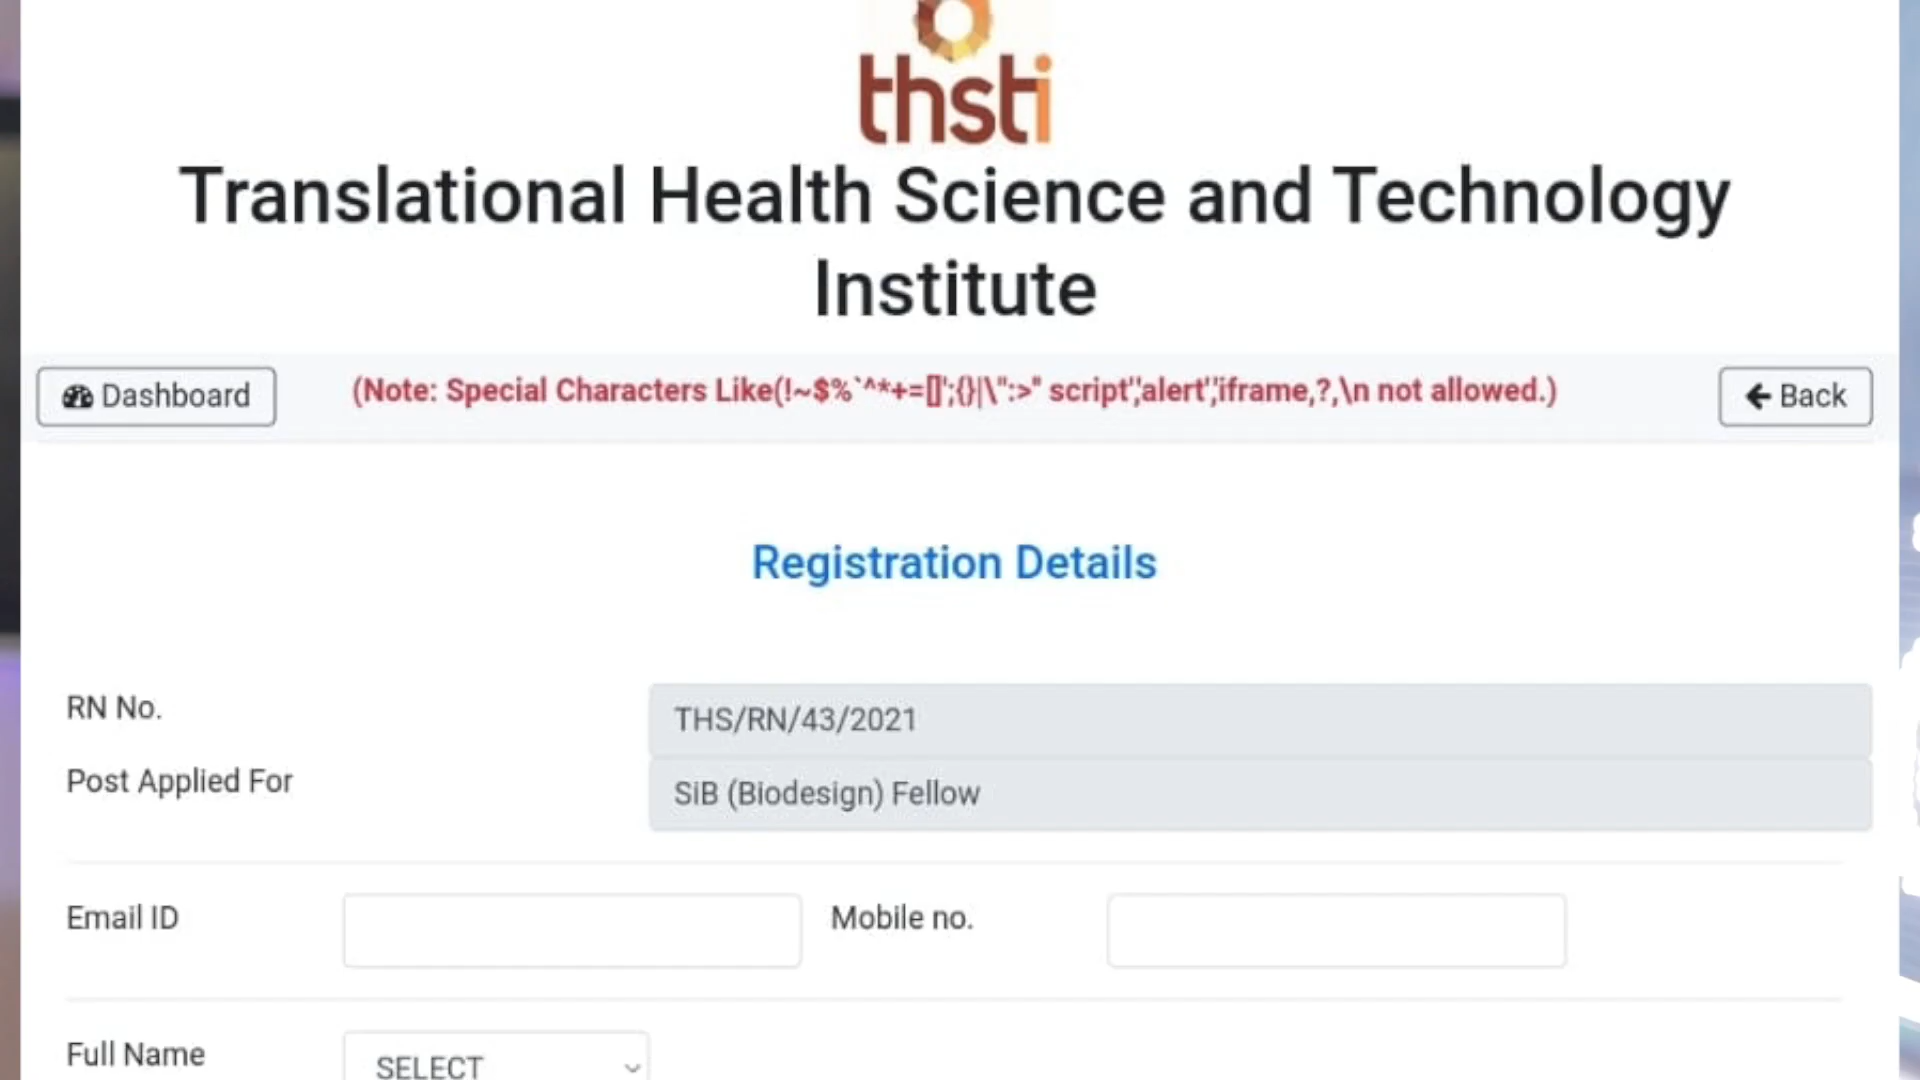 thsti
Translational Health Science and Technology
Institute
Dashboard
(Note: Special Characters Like(!~$%`^*+=[]';{}|\":>" script",alert",iframe,?,\n not allowed.)
Back
Registration Details
RN No.
THS/RN/43/2021
Post Applied For
SiB (Biodesign) Fellow
Email ID
Mobile no.
Full Name
SELECT